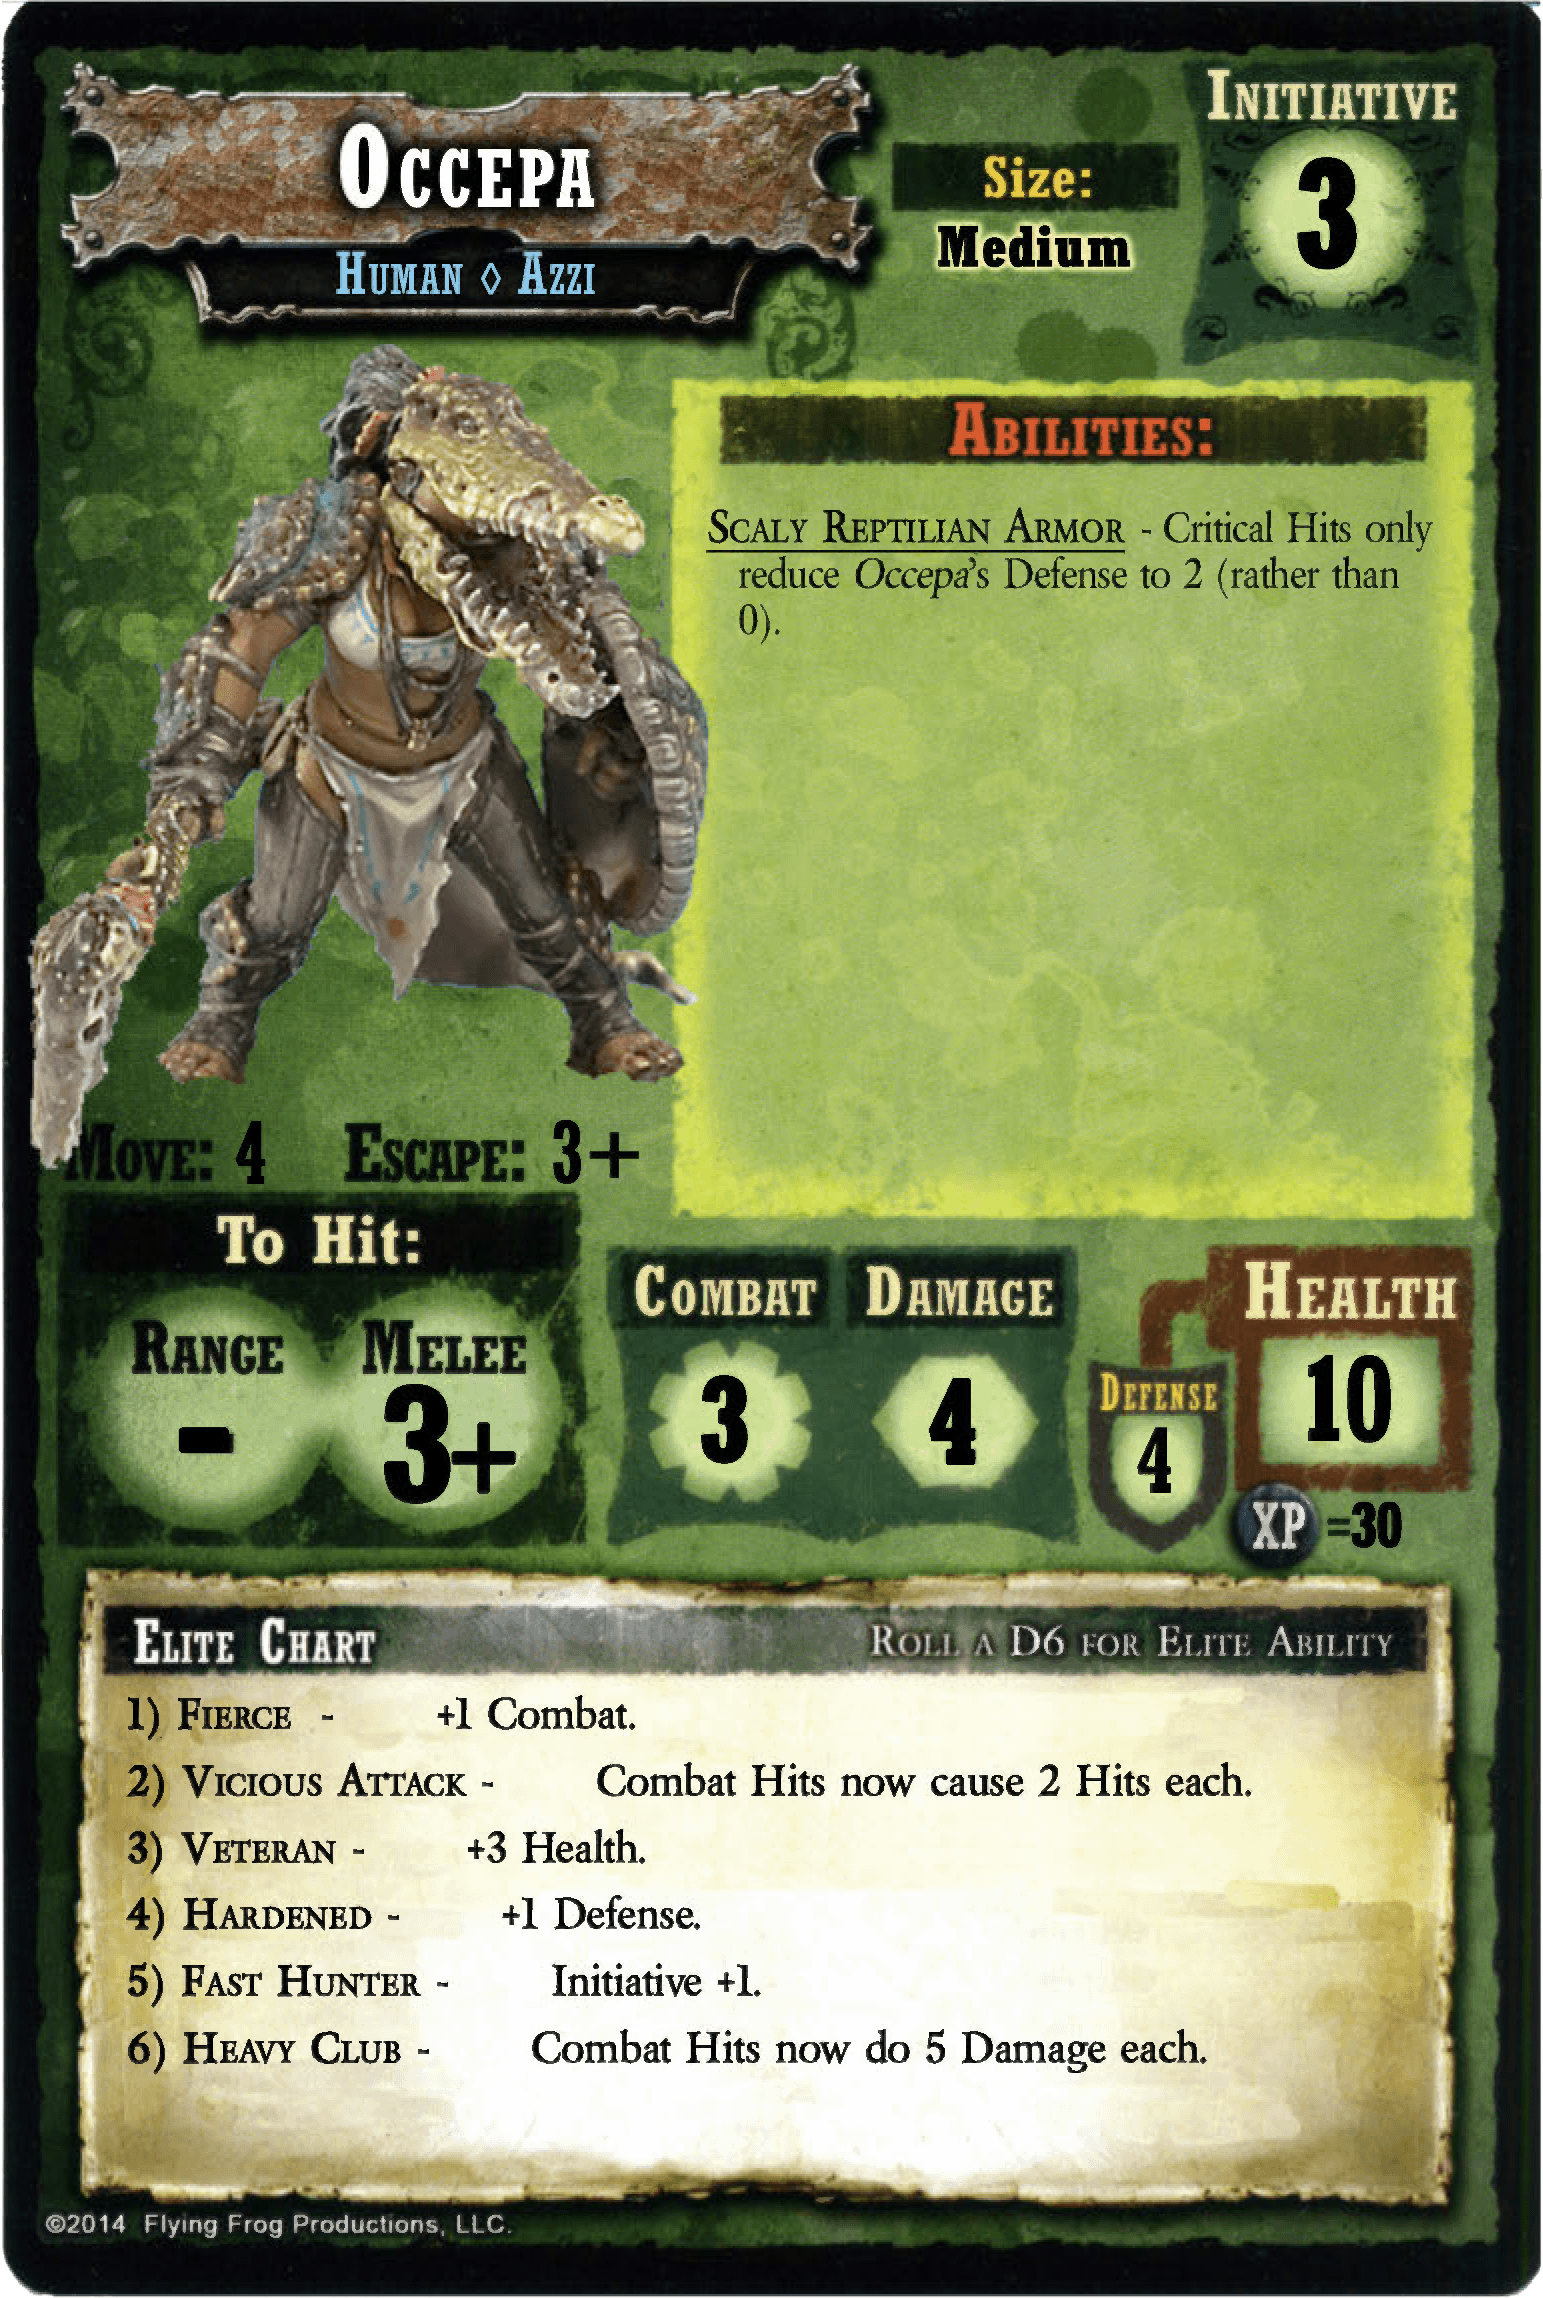 Occepa
Human ◊ Azzi
Size:
Medium
Initiative
3
Abilities:
Scaly Reptilian Armor - Critical Hits only
reduce Occepa's Defense to 2 (rather than
0).
Move: 4 Escape: 3+
To Hit:
Range Melee
- 3+
Combat Damage
3 4
Defense
4
Health
10
XP =30
Elite Chart Roll a D6 for Elite Ability
1) Fierce - +1 Combat.
2) Vicious Attack - Combat Hits now cause 2 Hits each.
3) Veteran - +3 Health.
4) Hardened - +1 Defense.
5) Fast Hunter - Initiative +1.
6) Heavy Club - Combat Hits now do 5 Damage each.
©2014 Flying Frog Productions, LLC.